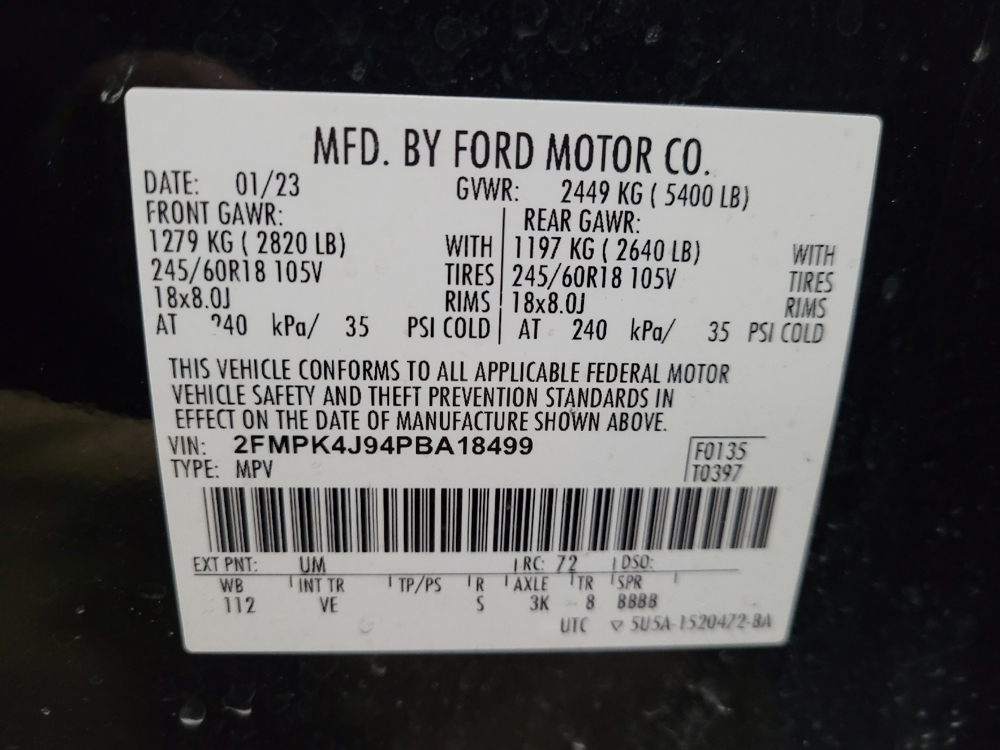 MFD. BY FORD MOTOR CO.
DATE: 01/23 GVWR: 2449 KG ( 5400 LB)
FRONT GAWR: REAR GAWR:
1279 KG ( 2820 LB) WITH 1197 KG ( 2640 LB) WITH
245/60R18 105V TIRES 245/60R18 105V TIRES
18x8.0J RIMS 18x8.0J RIMS
AT 240 kPa/ 35 PSI COLD AT 240 kPa/ 35 PSI COLD
THIS VEHICLE CONFORMS TO ALL APPLICABLE FEDERAL MOTOR
VEHICLE SAFETY AND THEFT PREVENTION STANDARDS IN
EFFECT ON THE DATE OF MANUFACTURE SHOWN ABOVE.
VIN: 2FMPK4J94PBA18499 F0135
TYPE: MPV T0397
EXT PNT: UM RC: 72 DSO:
WB INT TR TP/PS R AXLE TR SPR
112 VE S 3K 8 BBBB
UTC ▽ 5U5A-1520472-BA